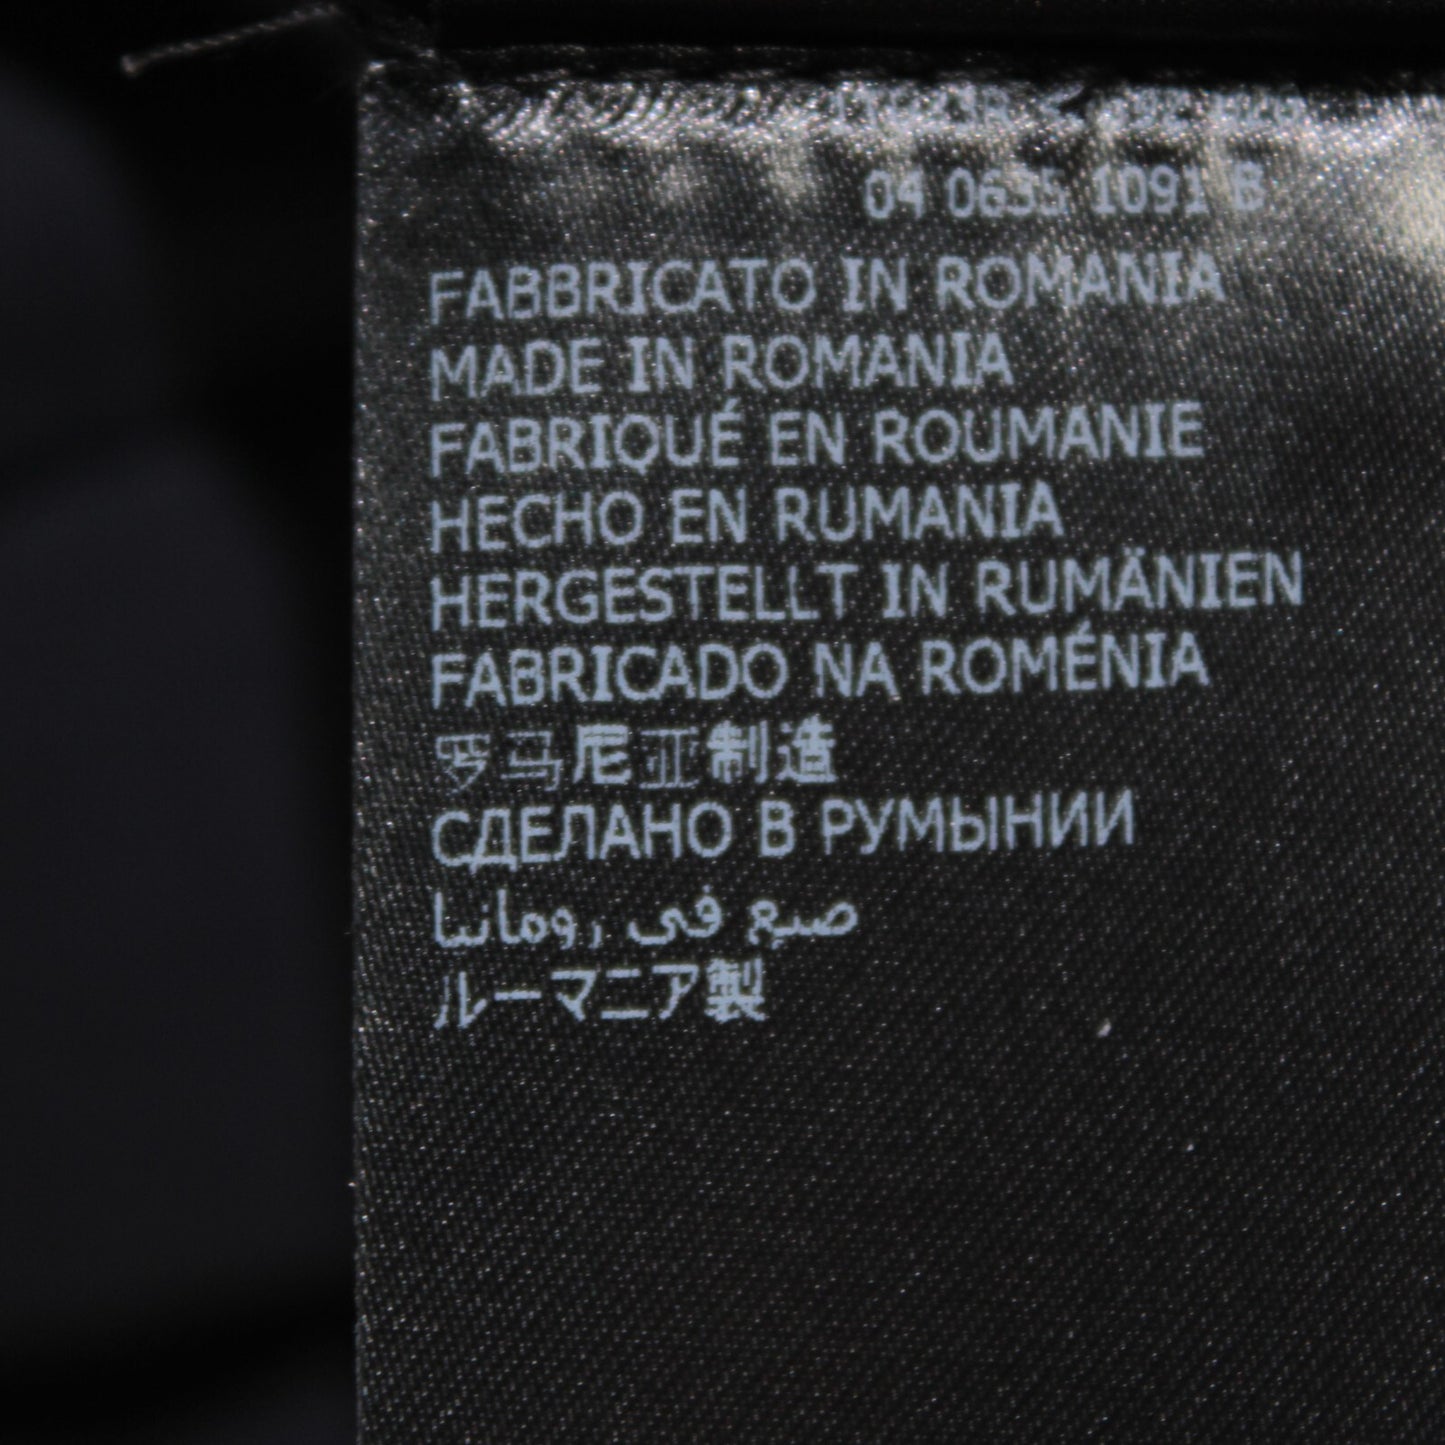 04 0635 1091 B
FABBRICATO IN ROMANIA
MADE IN ROMANIA
FABRIQUÉ EN ROUMANIE
HECHO EN RUMANIA
HERGESTELLT IN RUMÄNIEN
FABRICADO NA ROMÉNIA
罗马尼亚制造
СДЕЛАНО В РУМЫНИИ
صنع في رومانيا
ルーマニア製